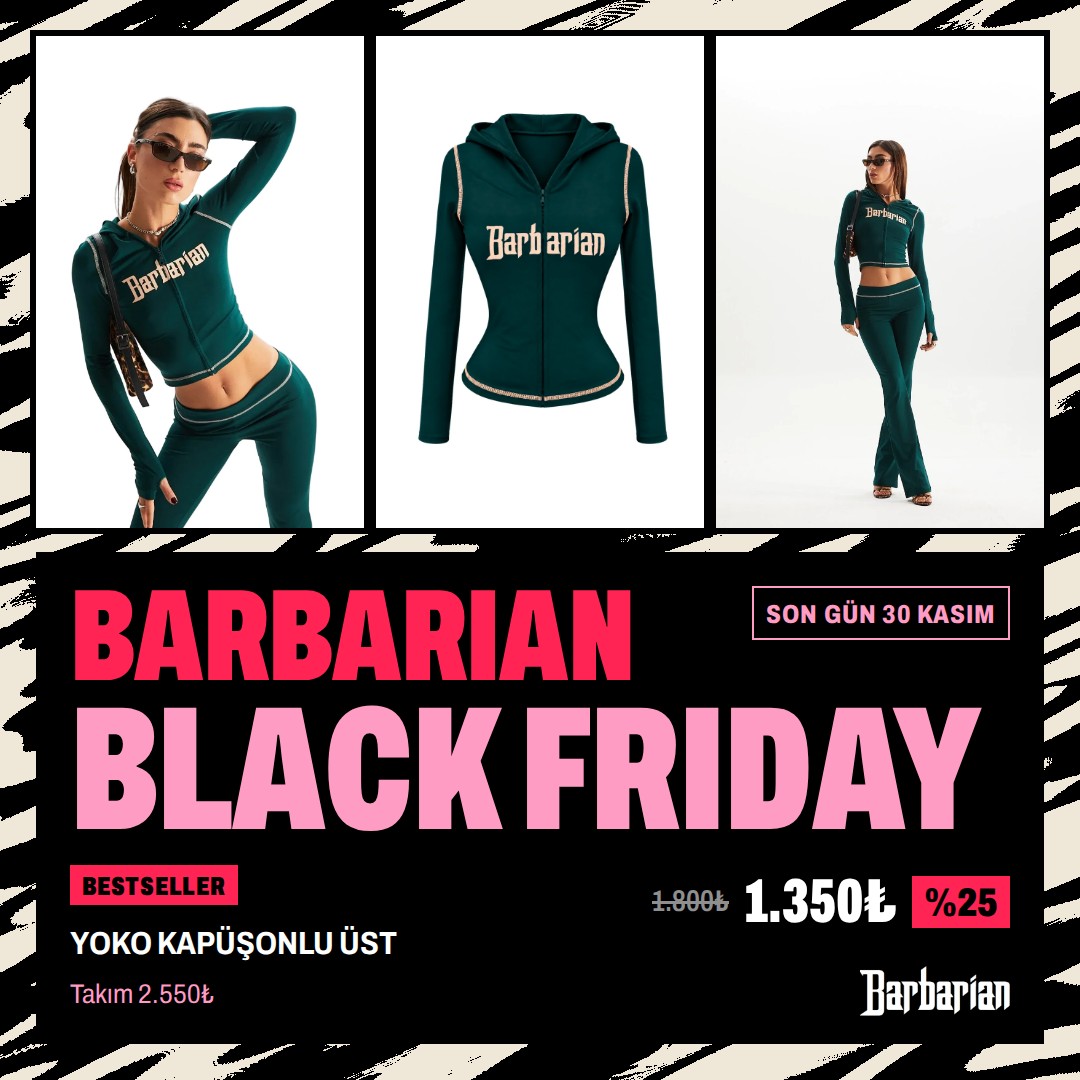 Barbarian
Barbarian
Barbarian
BARBARIAN
SON GÜN 30 KASIM
BLACK FRIDAY
BESTSELLER
1.800₺ 1.350₺ %25
YOKO KAPÜŞONLU ÜST
Takım 2.550₺
Barbarian